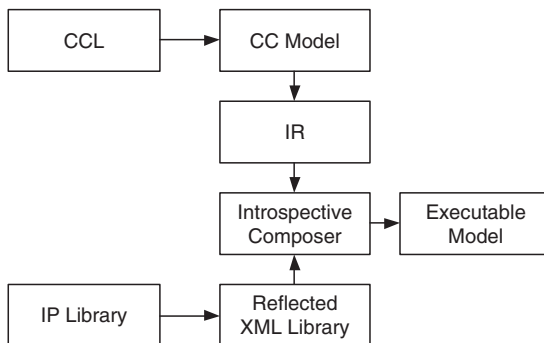 CCL
CC Model
IR
Introspective
Composer
Executable
Model
IP Library
Reflected
XML Library